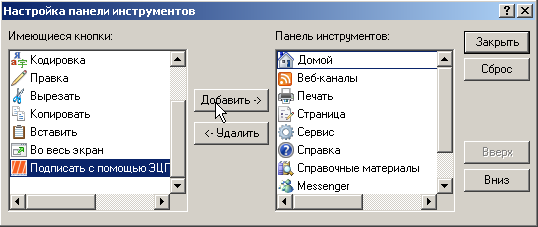 Настройка панели инструментов
Имеющиеся кнопки:
Кодировка
Правка
Вырезать
Копировать
Вставить
Во весь экран
Подписать с помощью ЭЦП
Добавить ->
<- Удалить
Панель инструментов:
Домой
Веб-каналы
Печать
Страница
Сервис
Справка
Справочные материалы
Messenger
Закрыть
Сброс
Вверх
Вниз